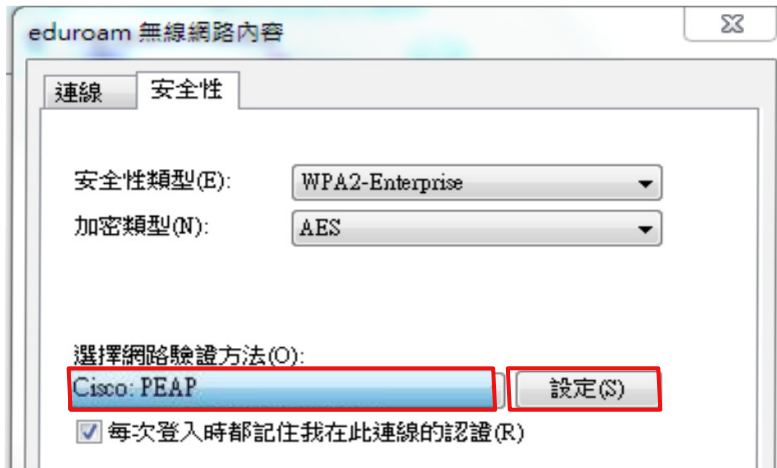 eduroam 無線網路內容
連線 安全性
安全性類型(E): WPA2-Enterprise
加密類型(N): AES
選擇網路驗證方法(O):
Cisco: PEAP 設定(S)
每次登入時都記住我在此連線的認證(R)